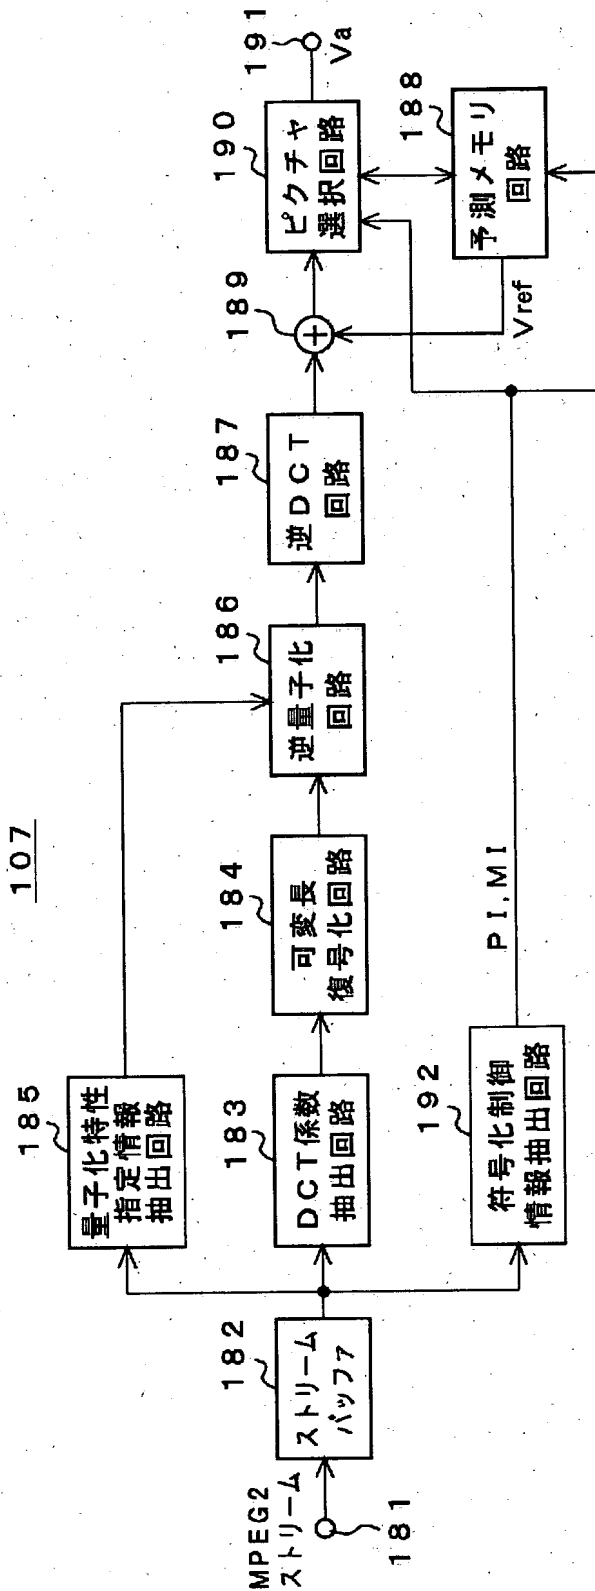 107
MPEG2
ストリーム
181
182
ストリーム
バッファ
185
量子化特性
指定情報
抽出回路
183
DCT係数
抽出回路
184
可変長
復号化回路
186
逆量子化
回路
187
逆DCT
回路
189
190
ピクチャ
選択回路
191
Va
188
予測メモリ
回路
Vref
192
符号化制御
情報抽出回路
PI,MI